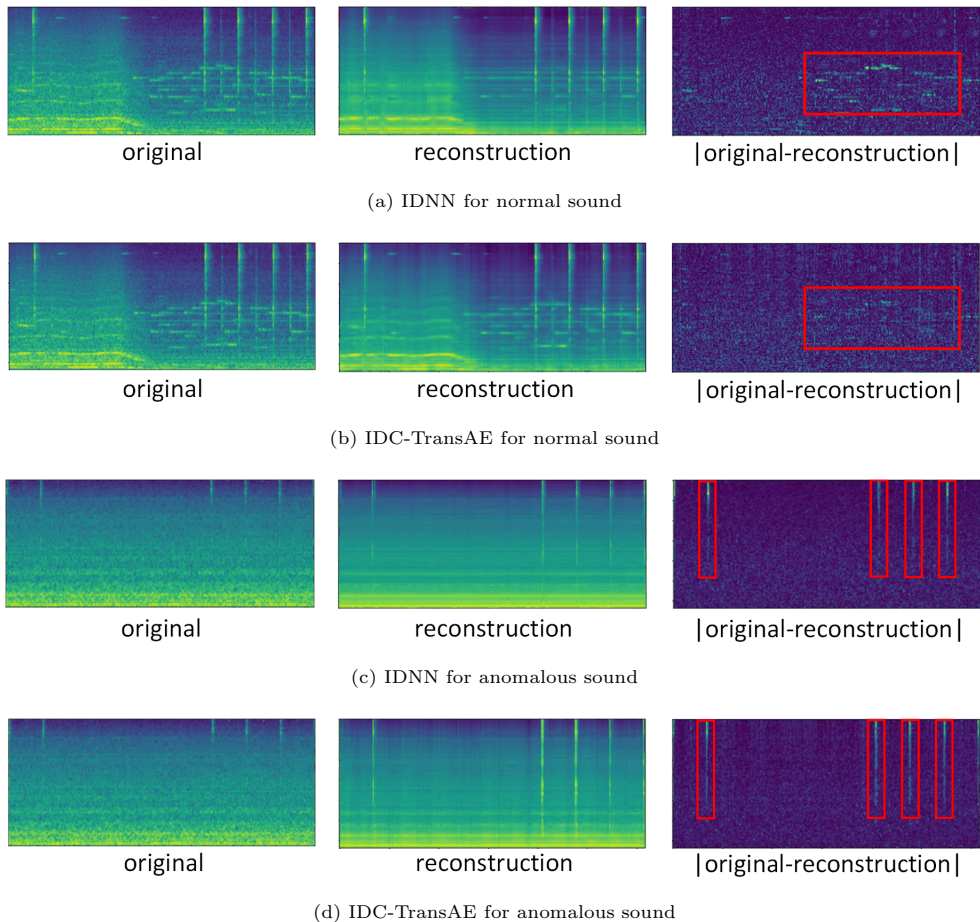 original reconstruction |original-reconstruction|
(a) IDNN for normal sound
original reconstruction |original-reconstruction|
(b) IDC-TransAE for normal sound
original reconstruction |original-reconstruction|
(c) IDNN for anomalous sound
original reconstruction |original-reconstruction|
(d) IDC-TransAE for anomalous sound